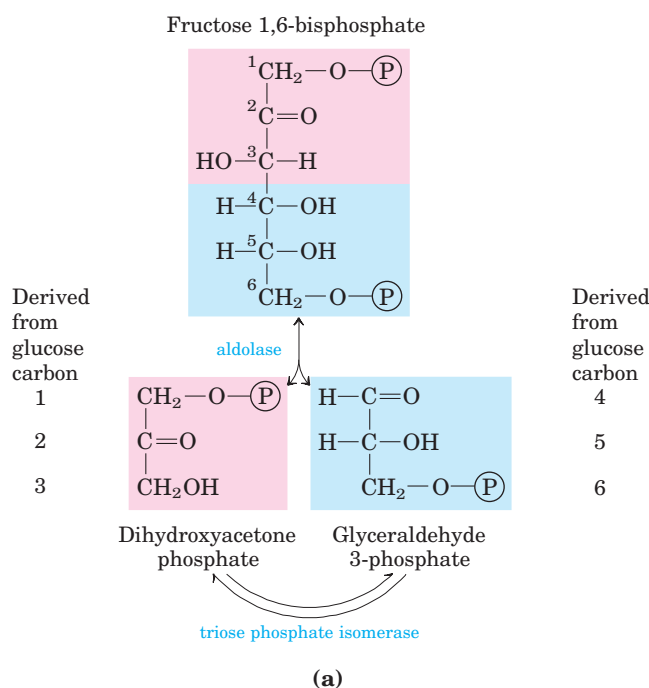 Fructose 1,6-bisphosphate
¹CH₂—O—Ⓟ
²C=O
HO—³C—H
H—⁴C—OH
H—⁵C—OH
⁶CH₂—O—Ⓟ
Derived
from
glucose
carbon
1
2
3
aldolase
Derived
from
glucose
carbon
4
5
6
CH₂—O—Ⓟ
C=O
CH₂OH
H—C=O
H—C—OH
CH₂—O—Ⓟ
Dihydroxyacetone
phosphate
Glyceraldehyde
3-phosphate
triose phosphate isomerase
(a)